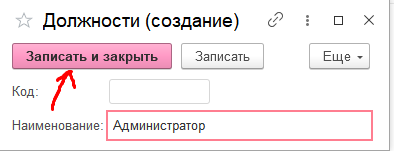 Должности (создание)
Записать и закрыть Записать Еще
Код:
Наименование: Администратор